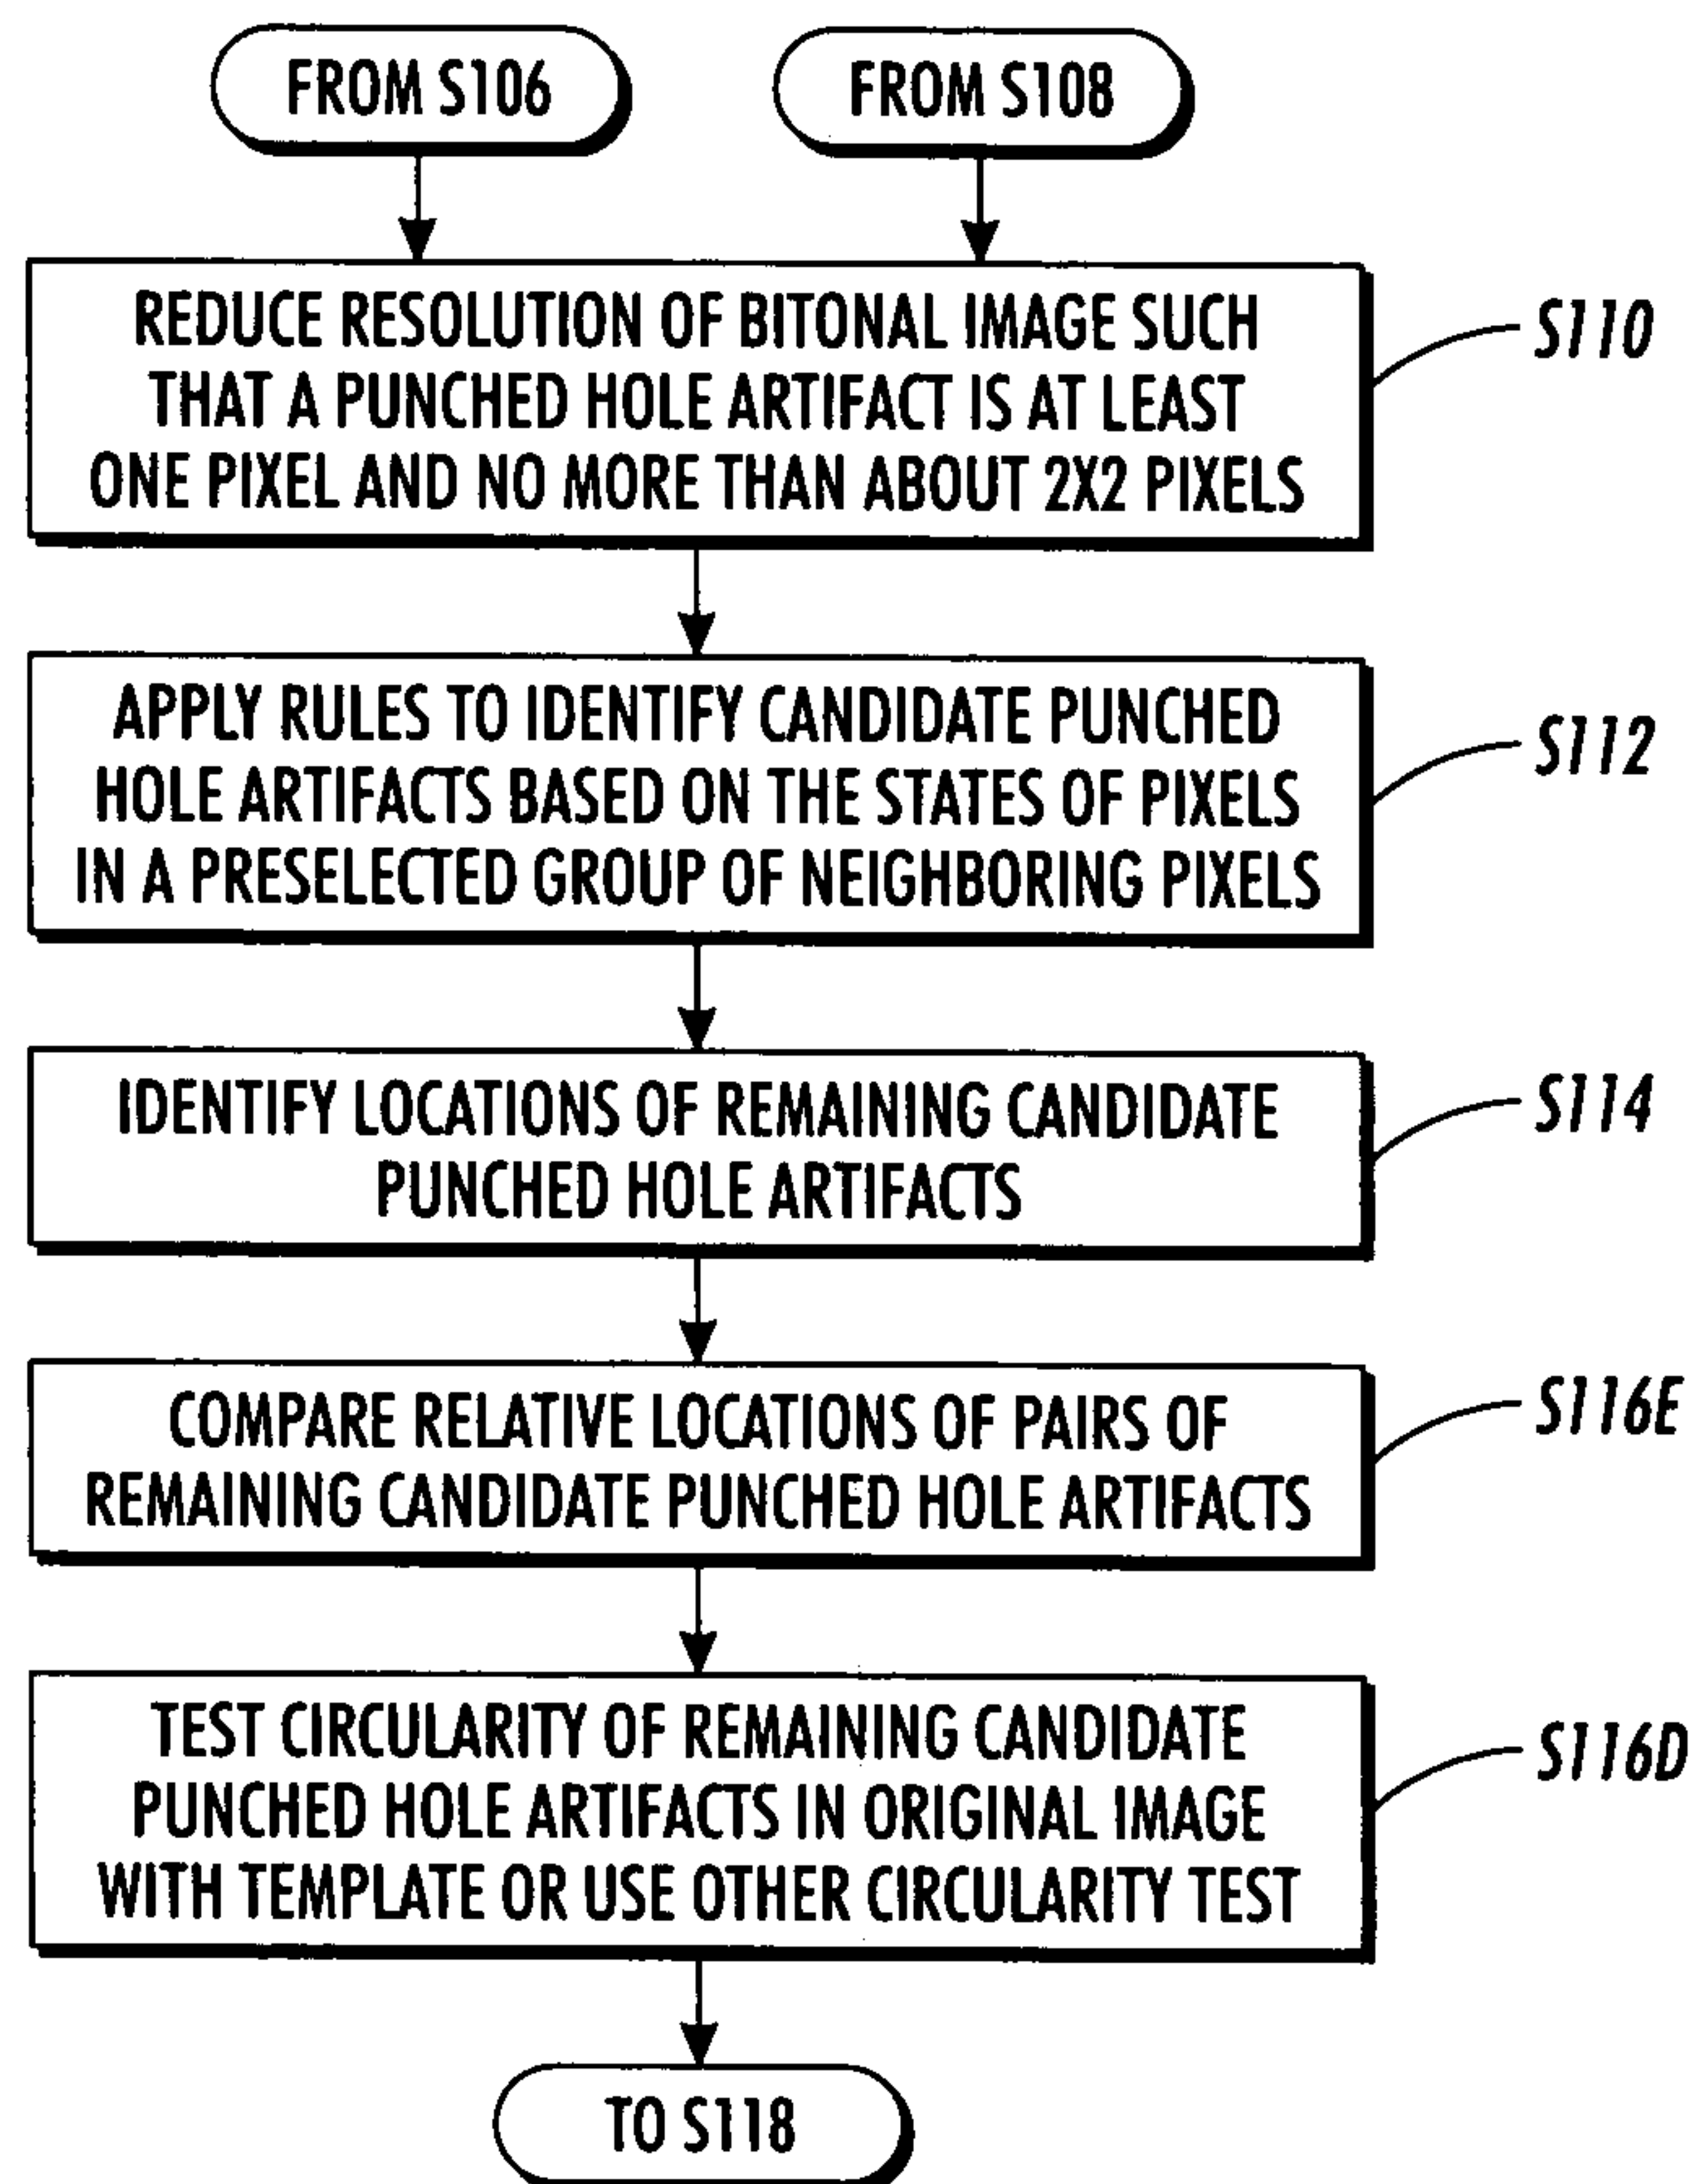 FROM S106
FROM S108
REDUCE RESOLUTION OF BITONAL IMAGE SUCH
THAT A PUNCHED HOLE ARTIFACT IS AT LEAST
ONE PIXEL AND NO MORE THAN ABOUT 2X2 PIXELS
S110
APPLY RULES TO IDENTIFY CANDIDATE PUNCHED
HOLE ARTIFACTS BASED ON THE STATES OF PIXELS
IN A PRESELECTED GROUP OF NEIGHBORING PIXELS
S112
IDENTIFY LOCATIONS OF REMAINING CANDIDATE
PUNCHED HOLE ARTIFACTS
S114
COMPARE RELATIVE LOCATIONS OF PAIRS OF
REMAINING CANDIDATE PUNCHED HOLE ARTIFACTS
S116E
TEST CIRCULARITY OF REMAINING CANDIDATE
PUNCHED HOLE ARTIFACTS IN ORIGINAL IMAGE
WITH TEMPLATE OR USE OTHER CIRCULARITY TEST
S116D
TO S118